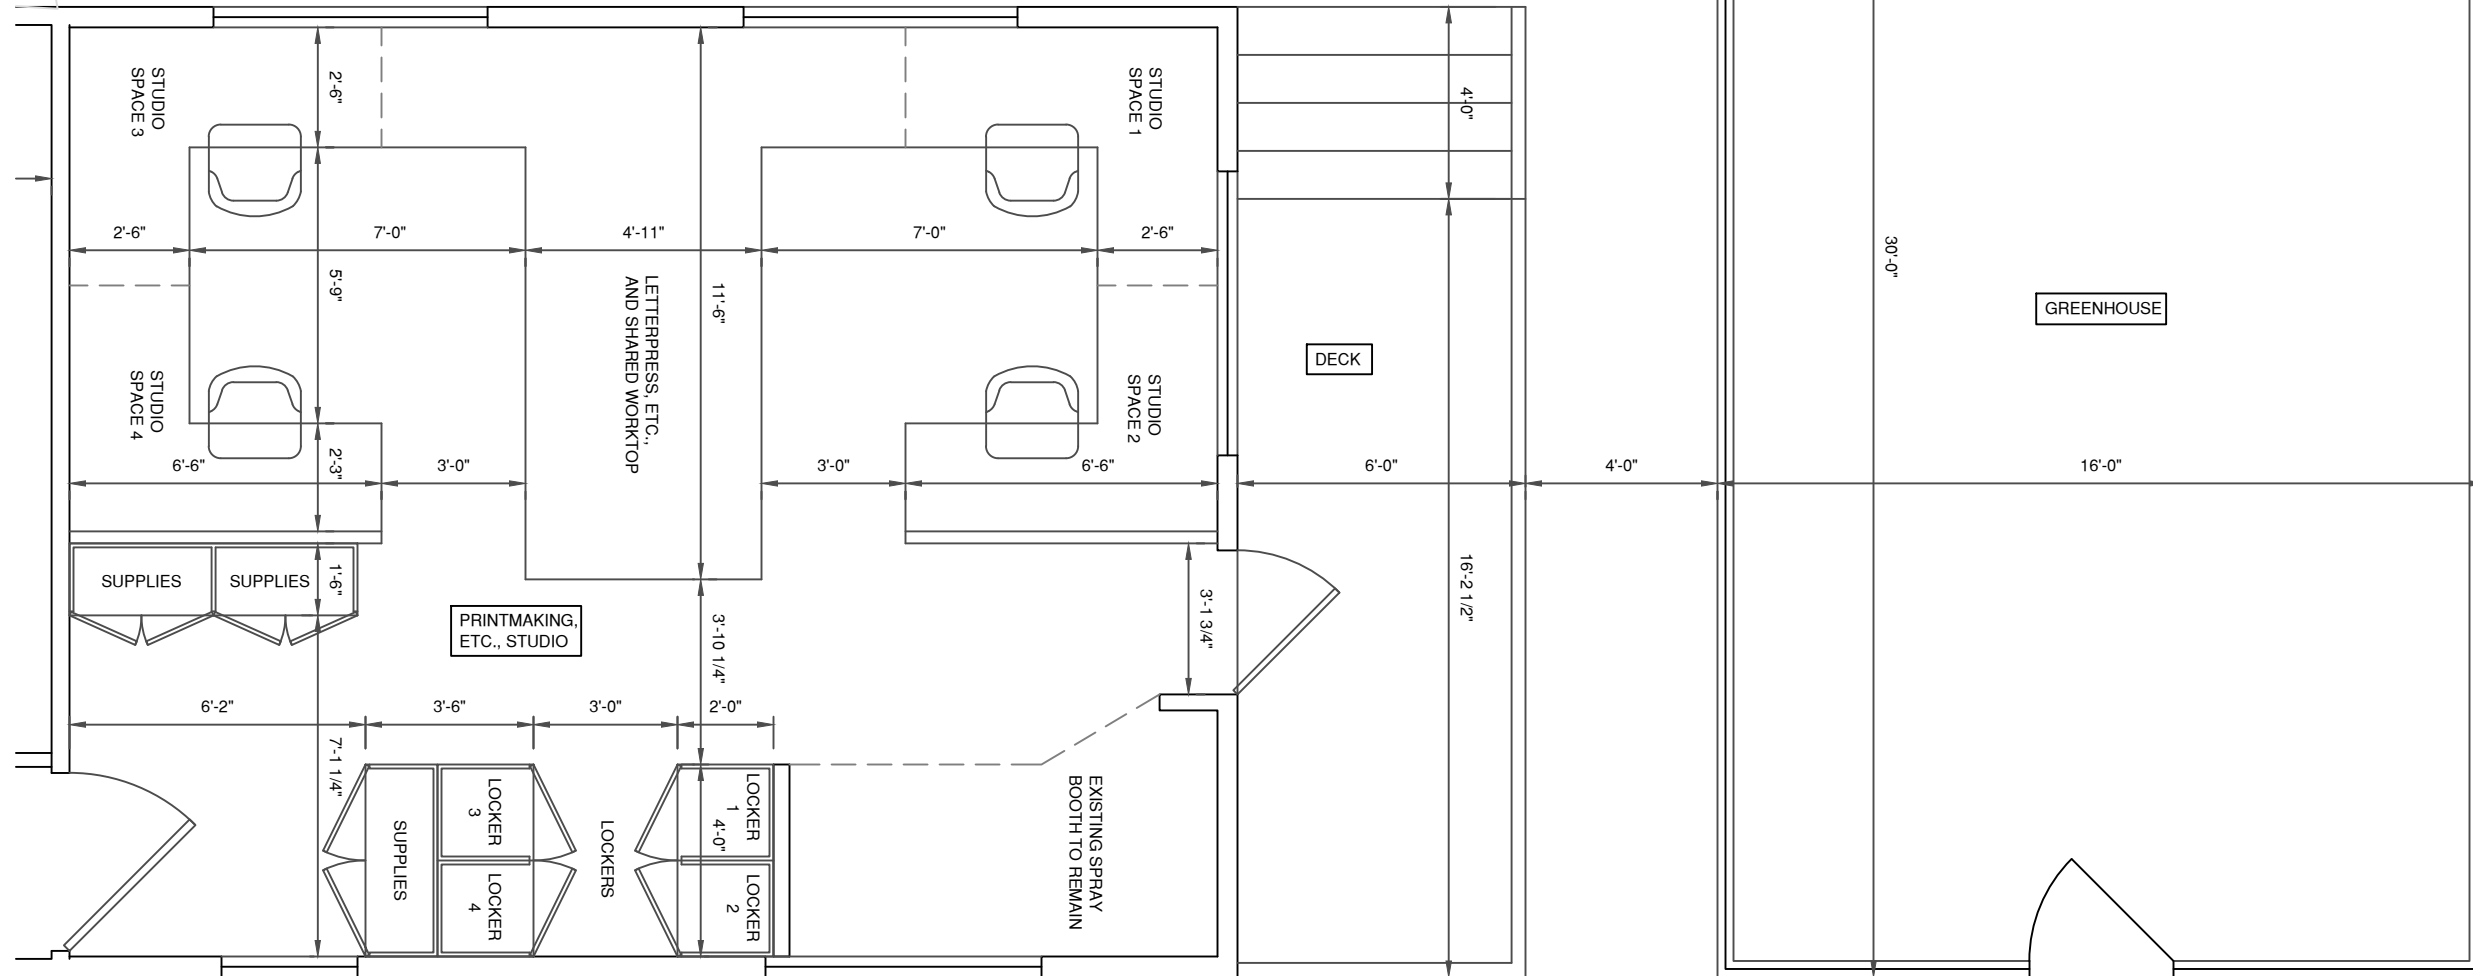 STUDIO
SPACE 3
2'-6"
STUDIO
SPACE 1
4'-0"
2'-6"
7'-0"
4'-11"
7'-0"
2'-6"
5'-9"
LETTERPRESS, ETC.,
AND SHARED WORKTOP
11'-6"
30'-0"
GREENHOUSE
DECK
STUDIO
SPACE 4
STUDIO
SPACE 2
6'-6"
2'-3"
3'-0"
3'-0"
6'-6"
6'-0"
4'-0"
16'-0"
SUPPLIES
SUPPLIES
1'-6"
PRINTMAKING,
ETC., STUDIO
3'-10 1/4"
3'-1 3/4"
16'-2 1/2"
6'-2"
3'-6"
3'-0"
2'-0"
7'-1 1/4"
SUPPLIES
LOCKER
3
LOCKER
4
LOCKERS
LOCKER
1
4'-0"
LOCKER
2
EXISTING SPRAY
BOOTH TO REMAIN